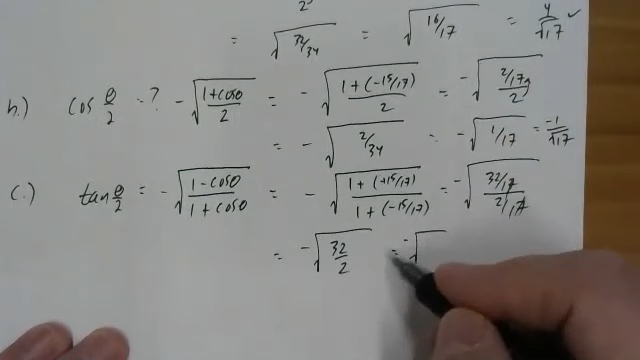 2
= √(32/34) = √(16/17) = 4/√17 ✓
b.) cos θ/2 = ? -√((1+cosθ)/2) = -√((1+(-15/17))/2) = -√((2/17)/2)
= -√(2/34) = -√(1/17) = -1/√17
c.) tan θ/2 = -√((1-cosθ)/(1+cosθ)) = -√((1+(+15/17))/(1+(-15/17))) = -√((32/17)/(2/17))
= -√(32/2) = -√